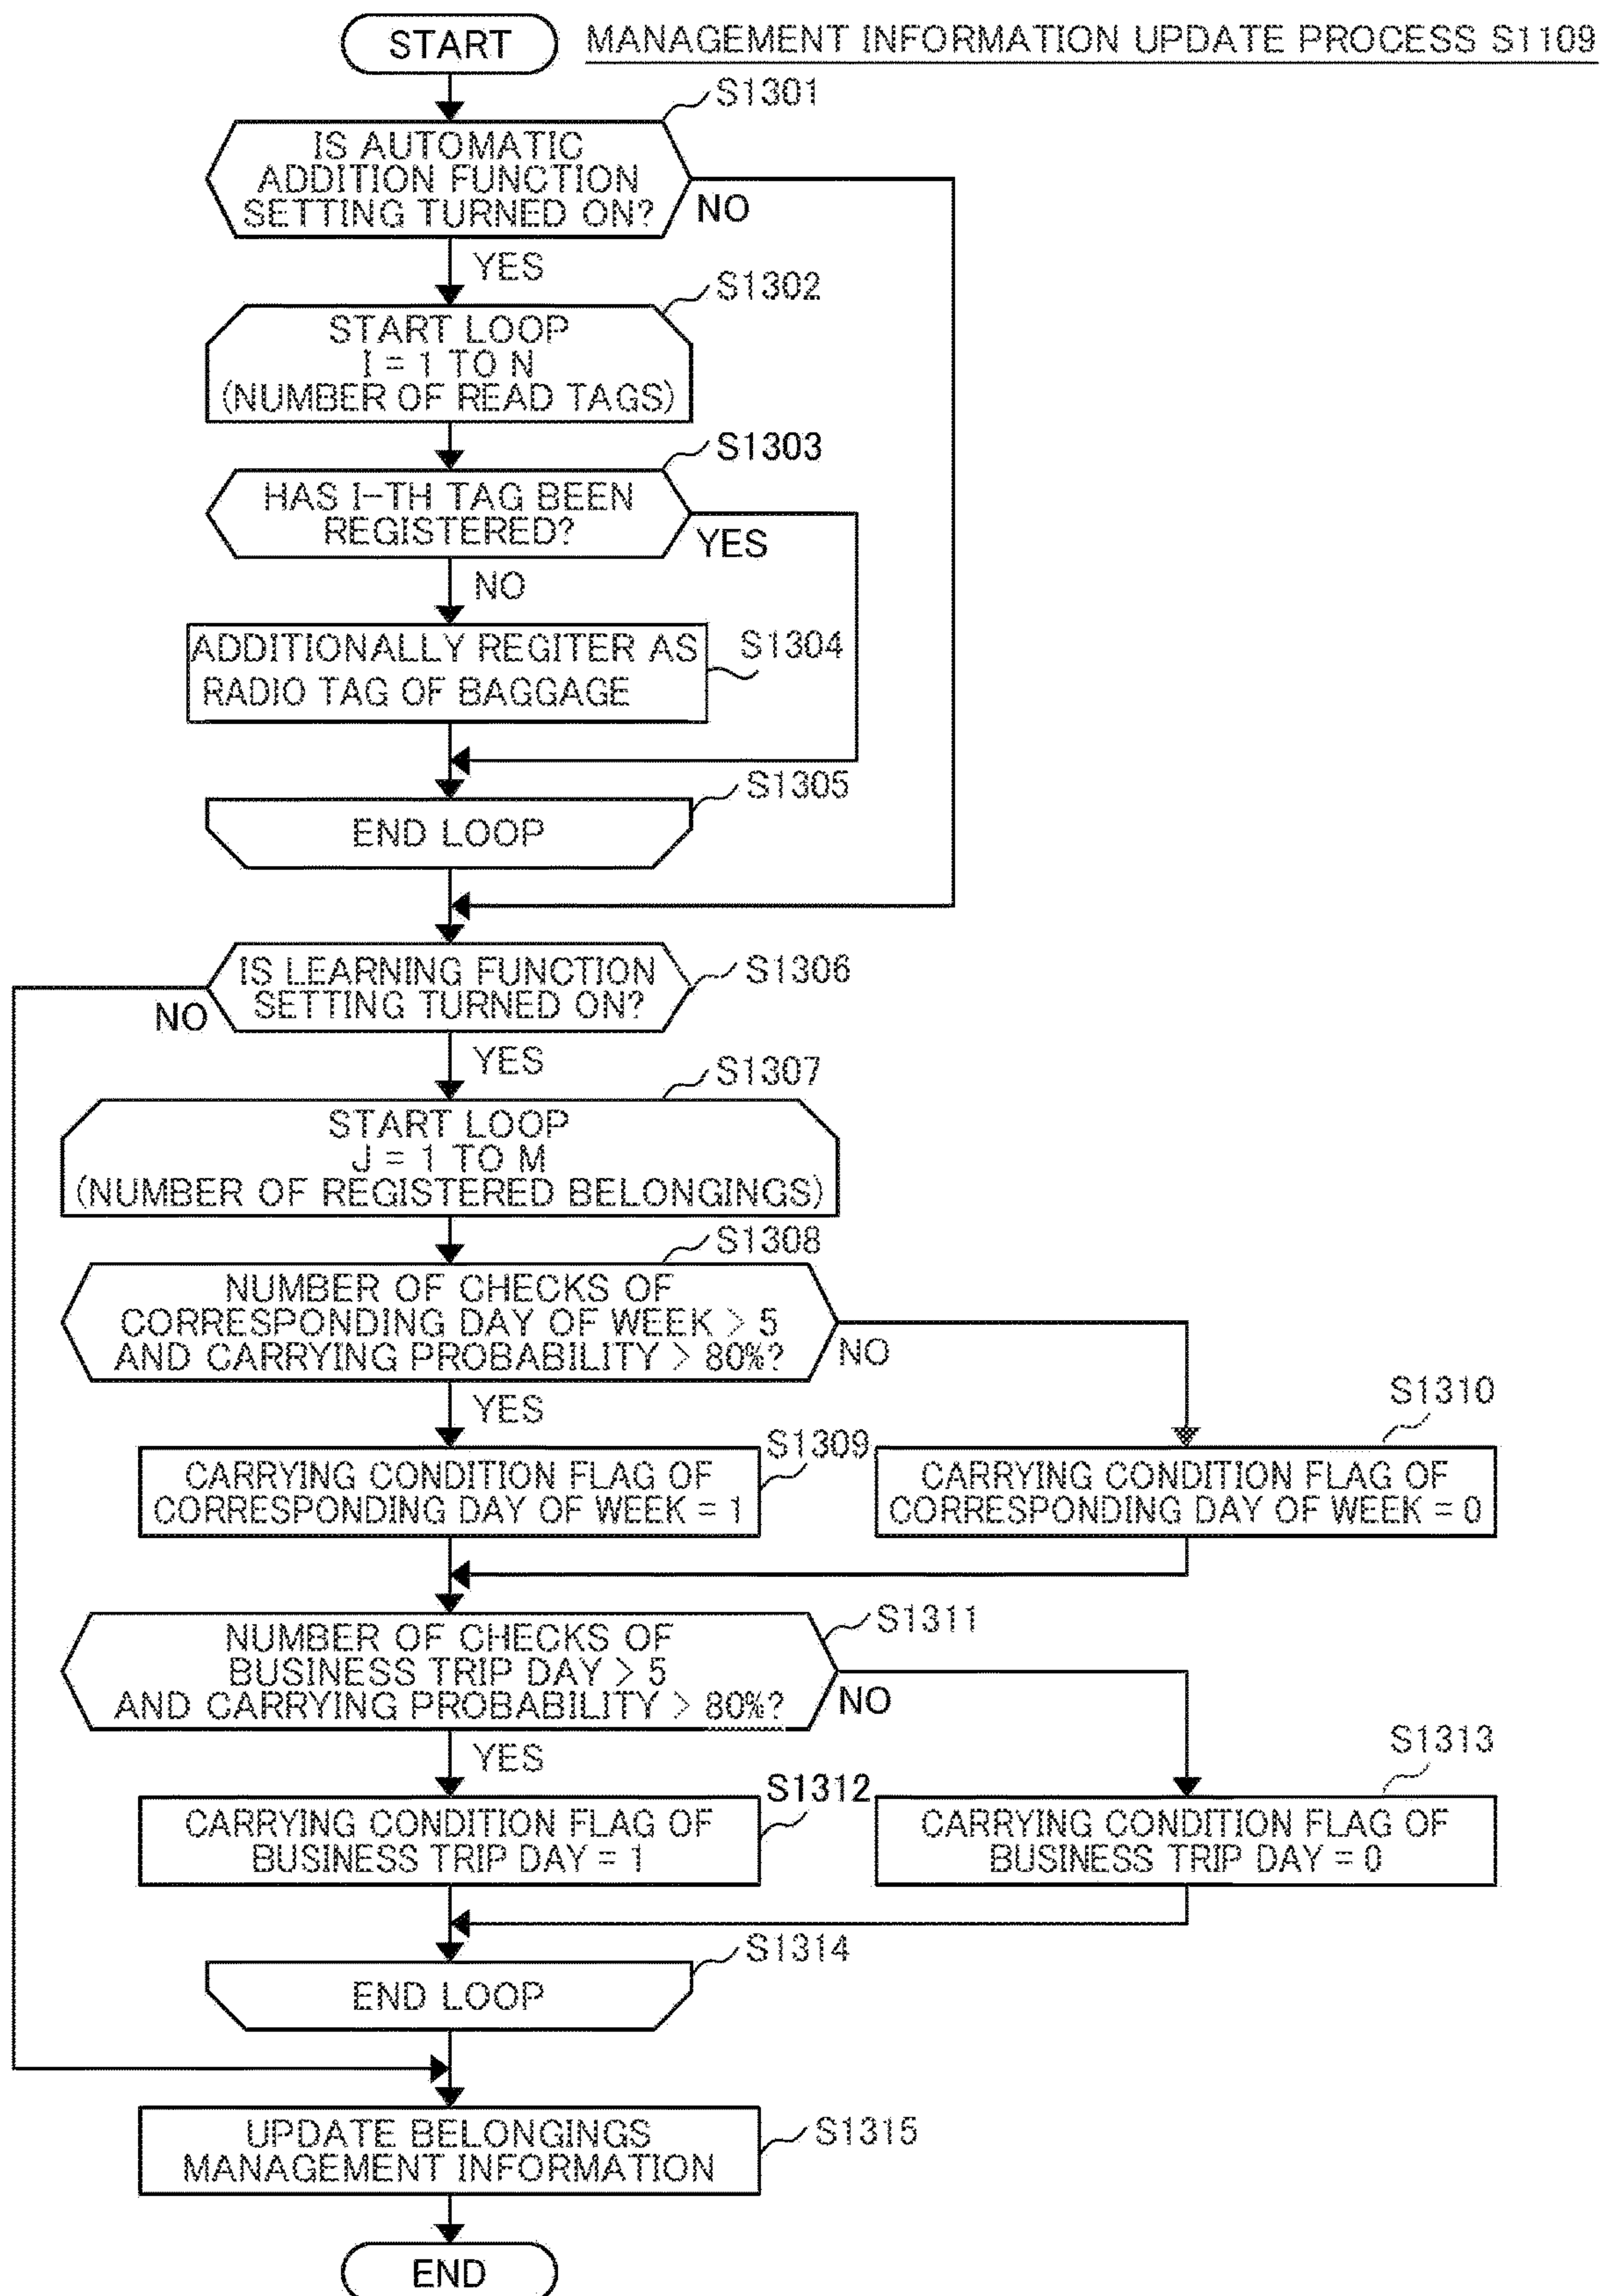 START
MANAGEMENT INFORMATION UPDATE PROCESS S1109
S1301
IS AUTOMATIC
ADDITION FUNCTION
SETTING TURNED ON?
NO
YES
S1302
START LOOP
I = 1 TO N
(NUMBER OF READ TAGS)
S1303
HAS I-TH TAG BEEN
REGISTERED?
YES
NO
S1304
ADDITIONALLY REGITER AS
RADIO TAG OF BAGGAGE
S1305
END LOOP
S1306
IS LEARNING FUNCTION
SETTING TURNED ON?
NO
YES
S1307
START LOOP
J = 1 TO M
(NUMBER OF REGISTERED BELONGINGS)
S1308
NUMBER OF CHECKS OF
CORRESPONDING DAY OF WEEK > 5
AND CARRYING PROBABILITY > 80%?
NO
YES
S1309
CARRYING CONDITION FLAG OF
CORRESPONDING DAY OF WEEK = 1
S1310
CARRYING CONDITION FLAG OF
CORRESPONDING DAY OF WEEK = 0
S1311
NUMBER OF CHECKS OF
BUSINESS TRIP DAY > 5
AND CARRYING PROBABILITY > 80%?
NO
YES
S1312
CARRYING CONDITION FLAG OF
BUSINESS TRIP DAY = 1
S1313
CARRYING CONDITION FLAG OF
BUSINESS TRIP DAY = 0
S1314
END LOOP
S1315
UPDATE BELONGINGS
MANAGEMENT INFORMATION
END